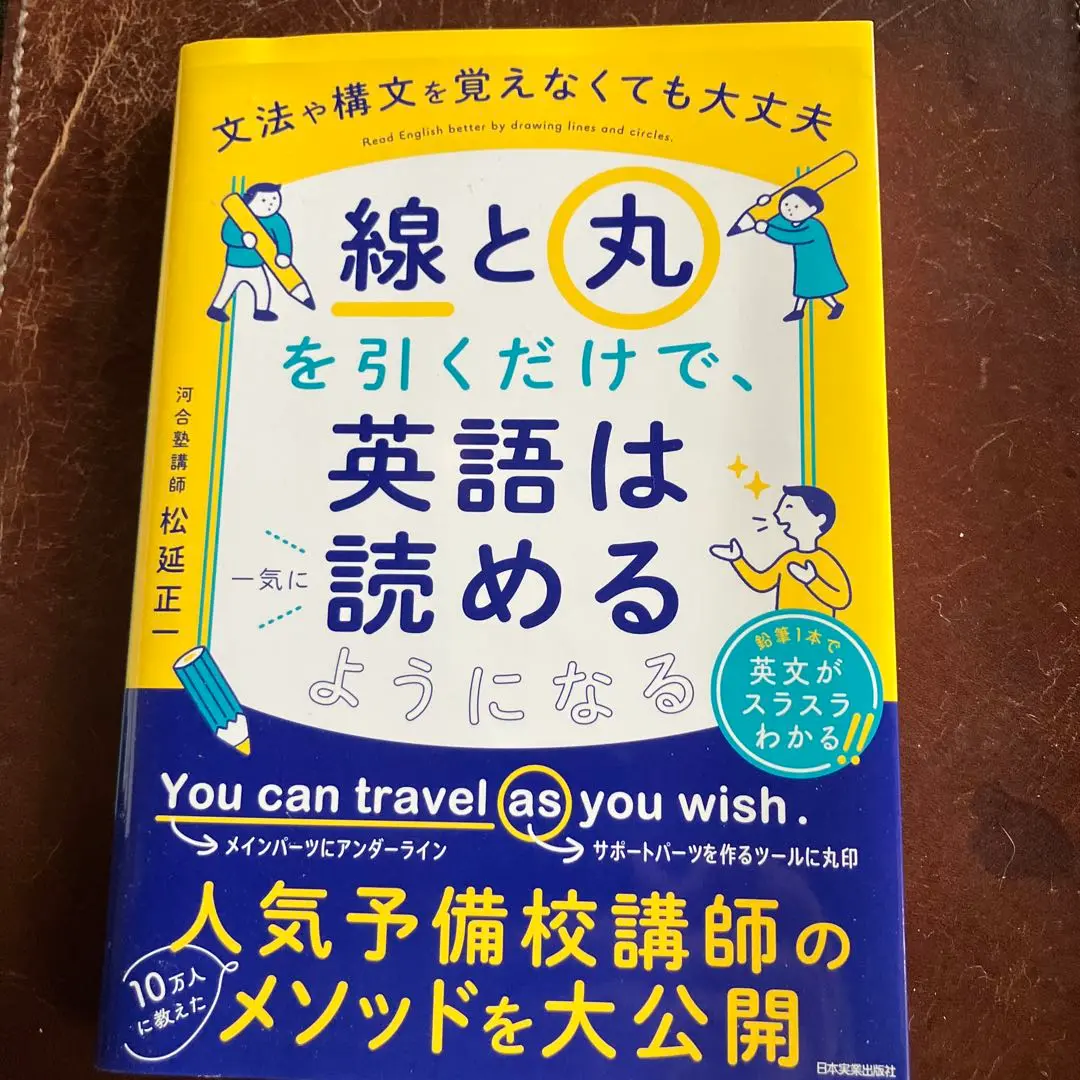 文法や構文を覚えなくても大丈夫
Read English better by drawing lines and circles.
線と丸
を引くだけで、
英語は
一気に
読める
ようになる
河合塾講師 松延正一
鉛筆1本で
英文が
スラスラ
わかる!!
You can travel as you wish.
メインパーツにアンダーライン
サポートパーツを作るツールに丸印
10万人
に教えた
人気予備校講師の
メソッドを大公開
日本実業出版社